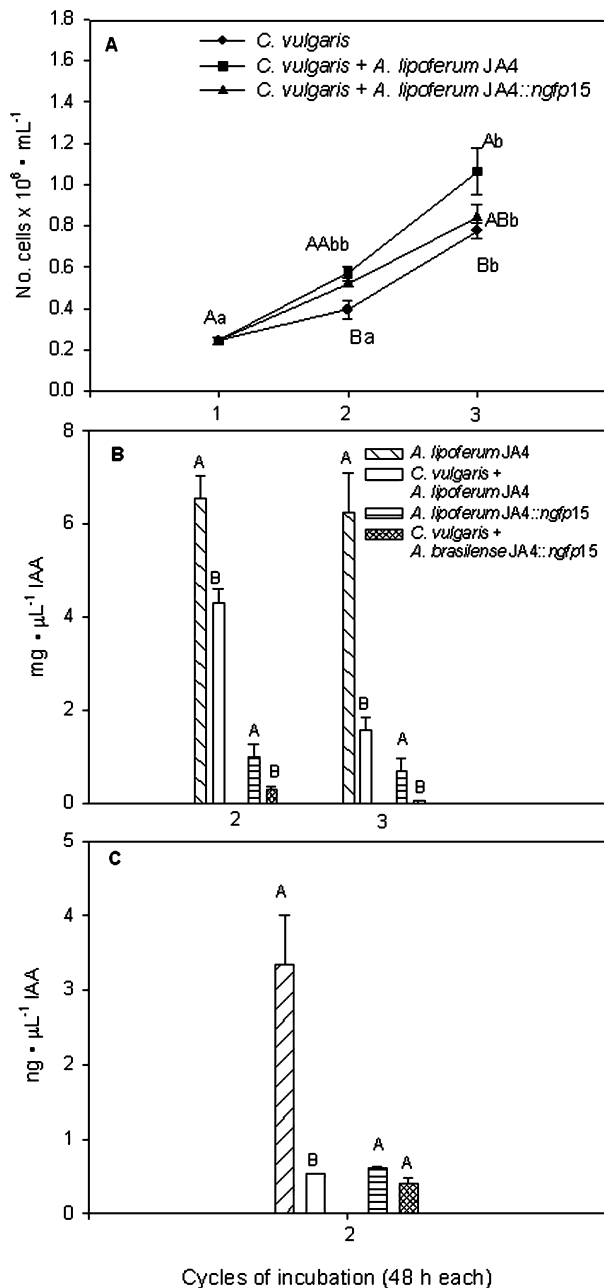 A
C. vulgaris
C. vulgaris + A. lipoferum JA4
C. vulgaris + A. lipoferum JA4::ngfp15
No. cells x 10⁶ • mL⁻¹
1.8
1.6
1.4
1.2
1.0
0.8
0.6
0.4
0.2
0.0
Aa
AAbb
Ba
Ab
ABb
Bb
1 2 3
B
A. lipoferum JA4
C. vulgaris +
A. lipoferum JA4
A. lipoferum JA4::ngfp15
C. vulgaris +
A. brasilense JA4::ngfp15
mg • µL⁻¹ IAA
8
6
4
2
0
A
B
A
B
A
B
A
B
2 3
C
ng • µL⁻¹ IAA
5
4
3
2
1
0
A
B
A
A
2
Cycles of incubation (48 h each)